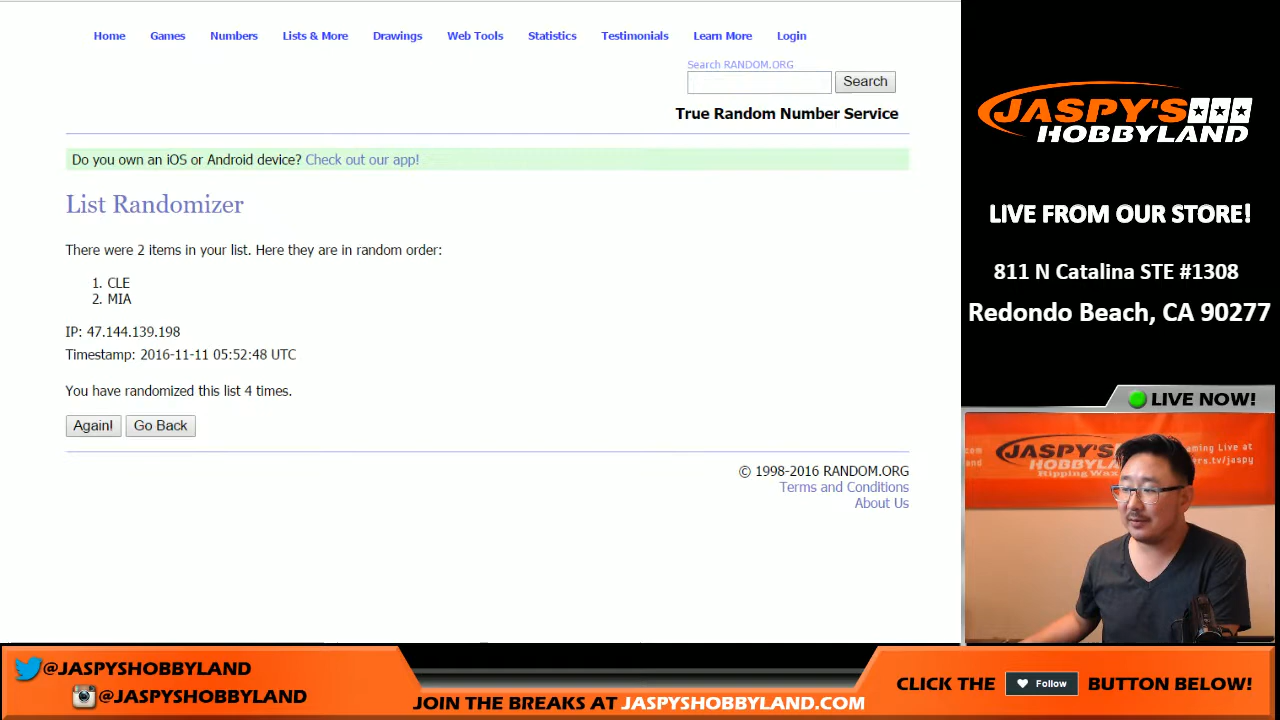 Home Games Numbers Lists & More Drawings Web Tools Statistics Testimonials Learn More Login
Search RANDOM.ORG
Search
True Random Number Service
Do you own an iOS or Android device? Check out our app!
List Randomizer
There were 2 items in your list. Here they are in random order:
1. CLE
2. MIA
IP: 47.144.139.198
Timestamp: 2016-11-11 05:52:48 UTC
You have randomized this list 4 times.
Again! Go Back
© 1998-2016 RANDOM.ORG
Terms and Conditions
About Us
JASPY'S
HOBBYLAND
LIVE FROM OUR STORE!
811 N Catalina STE #1308
Redondo Beach, CA 90277
LIVE NOW!
JASPY'S
HOBBYLAND
Ripping Wax
@JASPYSHOBBYLAND
@JASPYSHOBBYLAND
JOIN THE BREAKS AT JASPYSHOBBYLAND.COM
CLICK THE Follow BUTTON BELOW!